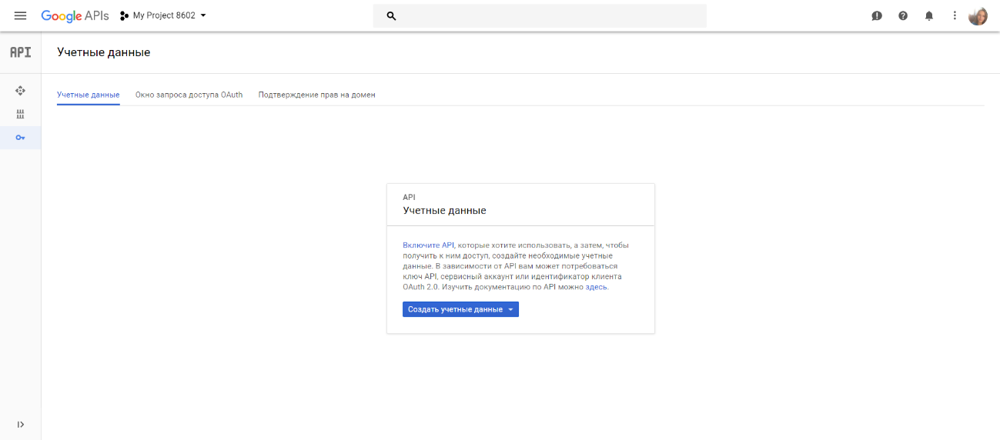 Google APIs My Project 8602
API Учетные данные
Учетные данные Окно запроса доступа OAuth Подтверждение прав на домен
API
Учетные данные
Включите API, которые хотите использовать, а затем, чтобы
получить к ним доступ, создайте необходимые учетные
данные. В зависимости от API вам может потребоваться
ключ API, сервисный аккаунт или идентификатор клиента
OAuth 2.0. Изучить документацию по API можно здесь.
Создать учетные данные